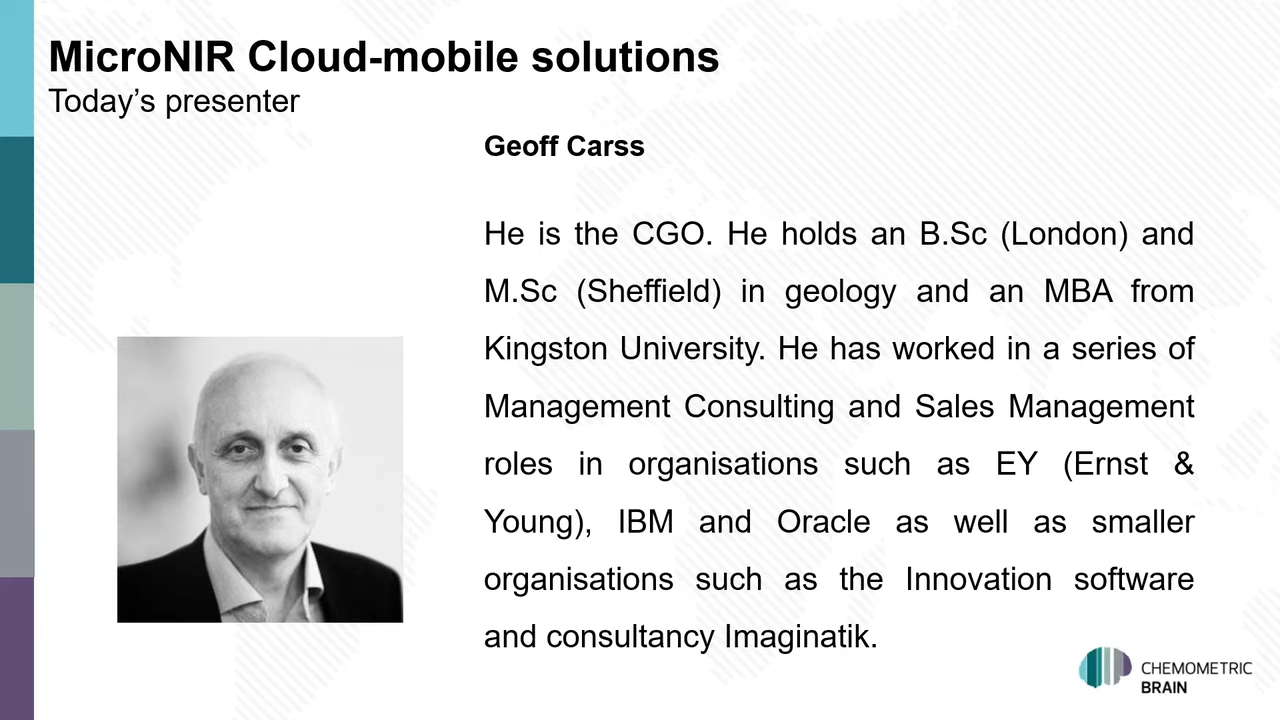 MicroNIR Cloud-mobile solutions
Today’s presenter
Geoff Carss
He is the CGO. He holds an B.Sc (London) and
M.Sc (Sheffield) in geology and an MBA from
Kingston University. He has worked in a series of
Management Consulting and Sales Management
roles in organisations such as EY (Ernst &
Young), IBM and Oracle as well as smaller
organisations such as the Innovation software
and consultancy Imaginatik.
CHEMOMETRIC
BRAIN